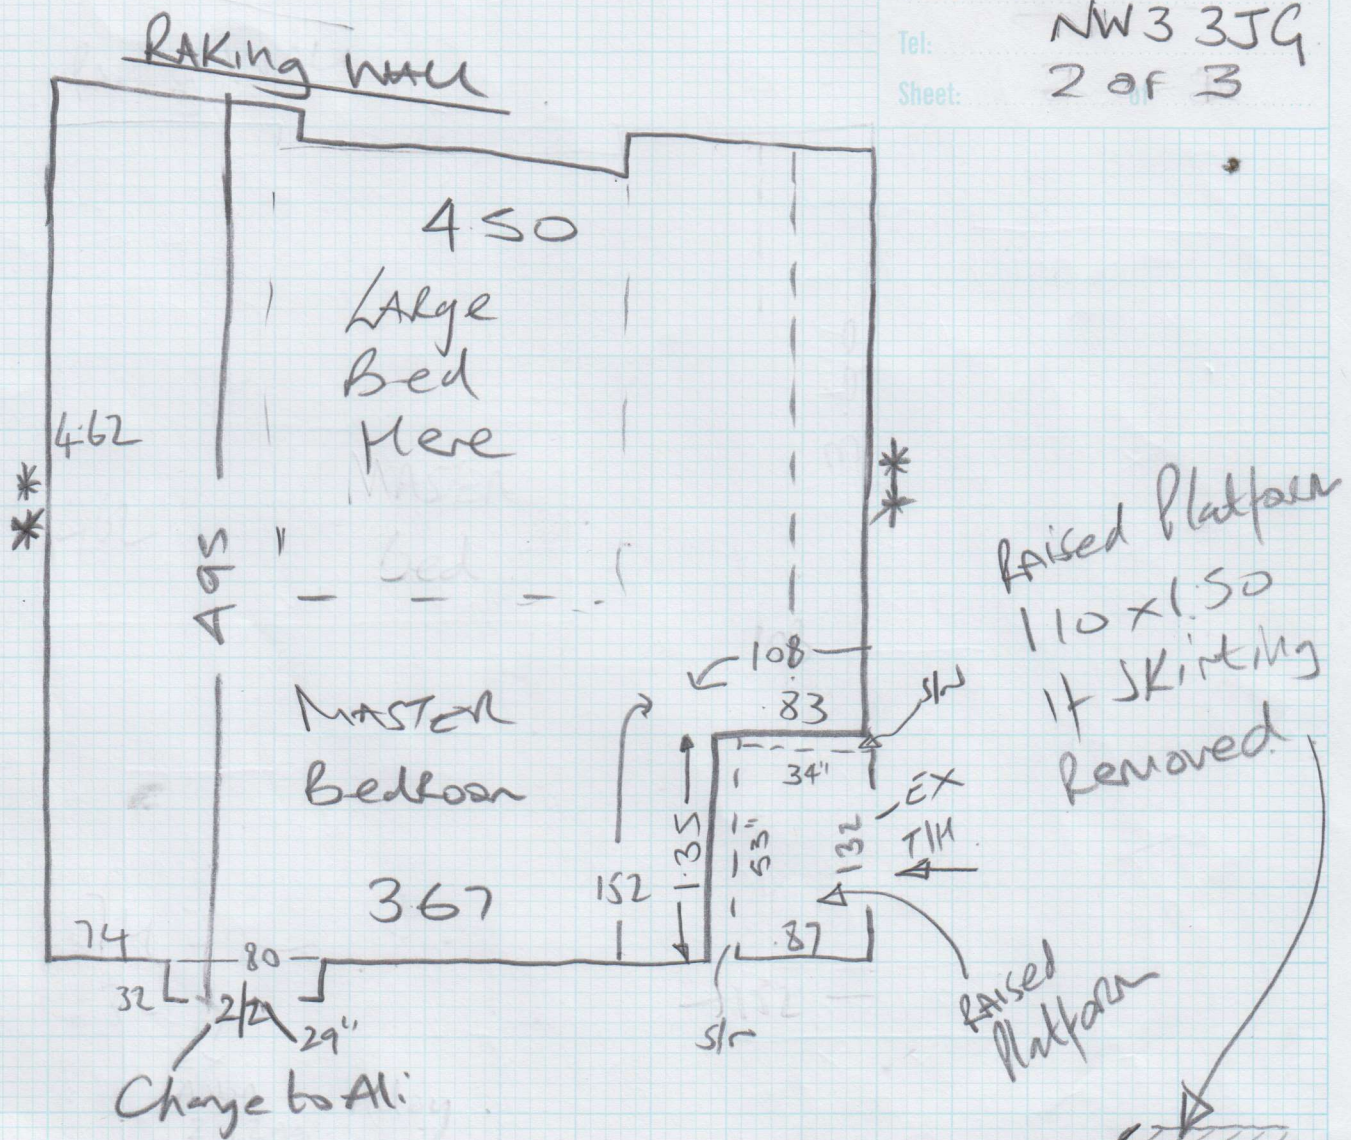 RAKing WALL
Tel: NW3 3JG
Sheet: 2 of 3
450
LARge
Bed
Here
4.62
**
**
495
Raised Platform
110 x 1.50
If Skirting
Removed
108
83
S/N
34"
EX
T/H
MASTER
Bedroom
1.35
53"
132
152
367
87
74
80
32
2/2
29"
S/N
Raised
Platform
Change to Ali